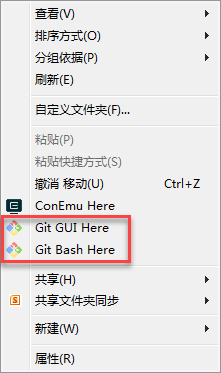 查看(V)
排序方式(O)
分组依据(P)
刷新(E)
自定义文件夹(F)...
粘贴(P)
粘贴快捷方式(S)
撤消 移动(U) Ctrl+Z
ConEmu Here
Git GUI Here
Git Bash Here
共享(H)
共享文件夹同步
新建(W)
属性(R)